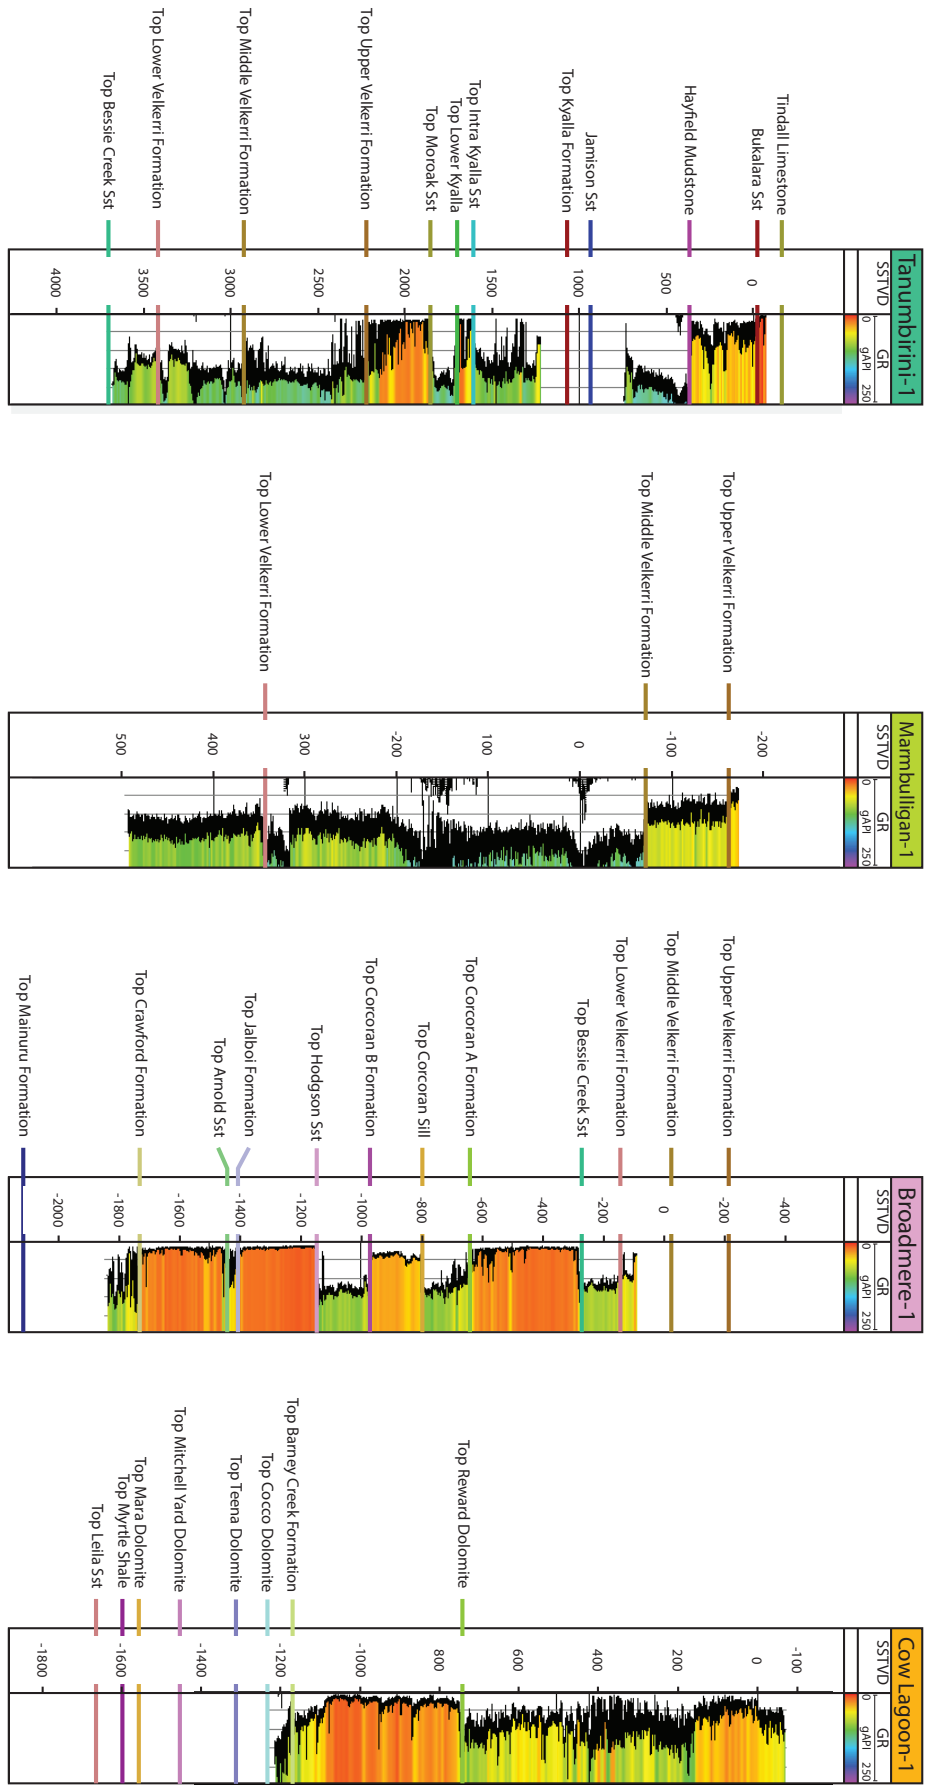 Tanumbirini-1
SSTVD
GR
0 gAPI 250
Tindall Limestone
Bukalara Sst
Hayfield Mudstone
Jamison Sst
Top Kyalla Formation
Top Intra Kyalla Sst
Top Lower Kyalla
Top Moroak Sst
Top Upper Velkerri Formation
Top Middle Velkerri Formation
Top Lower Velkerri Formation
Top Bessie Creek Sst
0
500
1000
1500
2000
2500
3000
3500
4000
Marmbulligan-1
SSTVD
GR
0 gAPI 250
Top Upper Velkerri Formation
Top Middle Velkerri Formation
Top Lower Velkerri Formation
-200
-100
0
100
-200
300
400
500
Broadmere-1
SSTVD
GR
0 gAPI 250
Top Upper Velkerri Formation
Top Middle Velkerri Formation
Top Lower Velkerri Formation
Top Bessie Creek Sst
Top Corcoran A Formation
Top Corcoran Sill
Top Corcoran B Formation
Top Hodgson Sst
Top Jalboi Formation
Top Arnold Sst
Top Crawford Formation
Top Mainuru Formation
-400
-200
0
-200
-400
-600
-800
-1000
-1200
-1400
-1600
-1800
-2000
Cow Lagoon-1
SSTVD
GR
0 gAPI 250
Top Reward Dolomite
Top Barney Creek Formation
Top Cocco Dolomite
Top Teena Dolomite
Top Mitchell Yard Dolomite
Top Mara Dolomite
Top Myrtle Shale
Top Leila Sst
-100
0
200
400
600
800
-1000
-1200
-1400
-1600
-1800